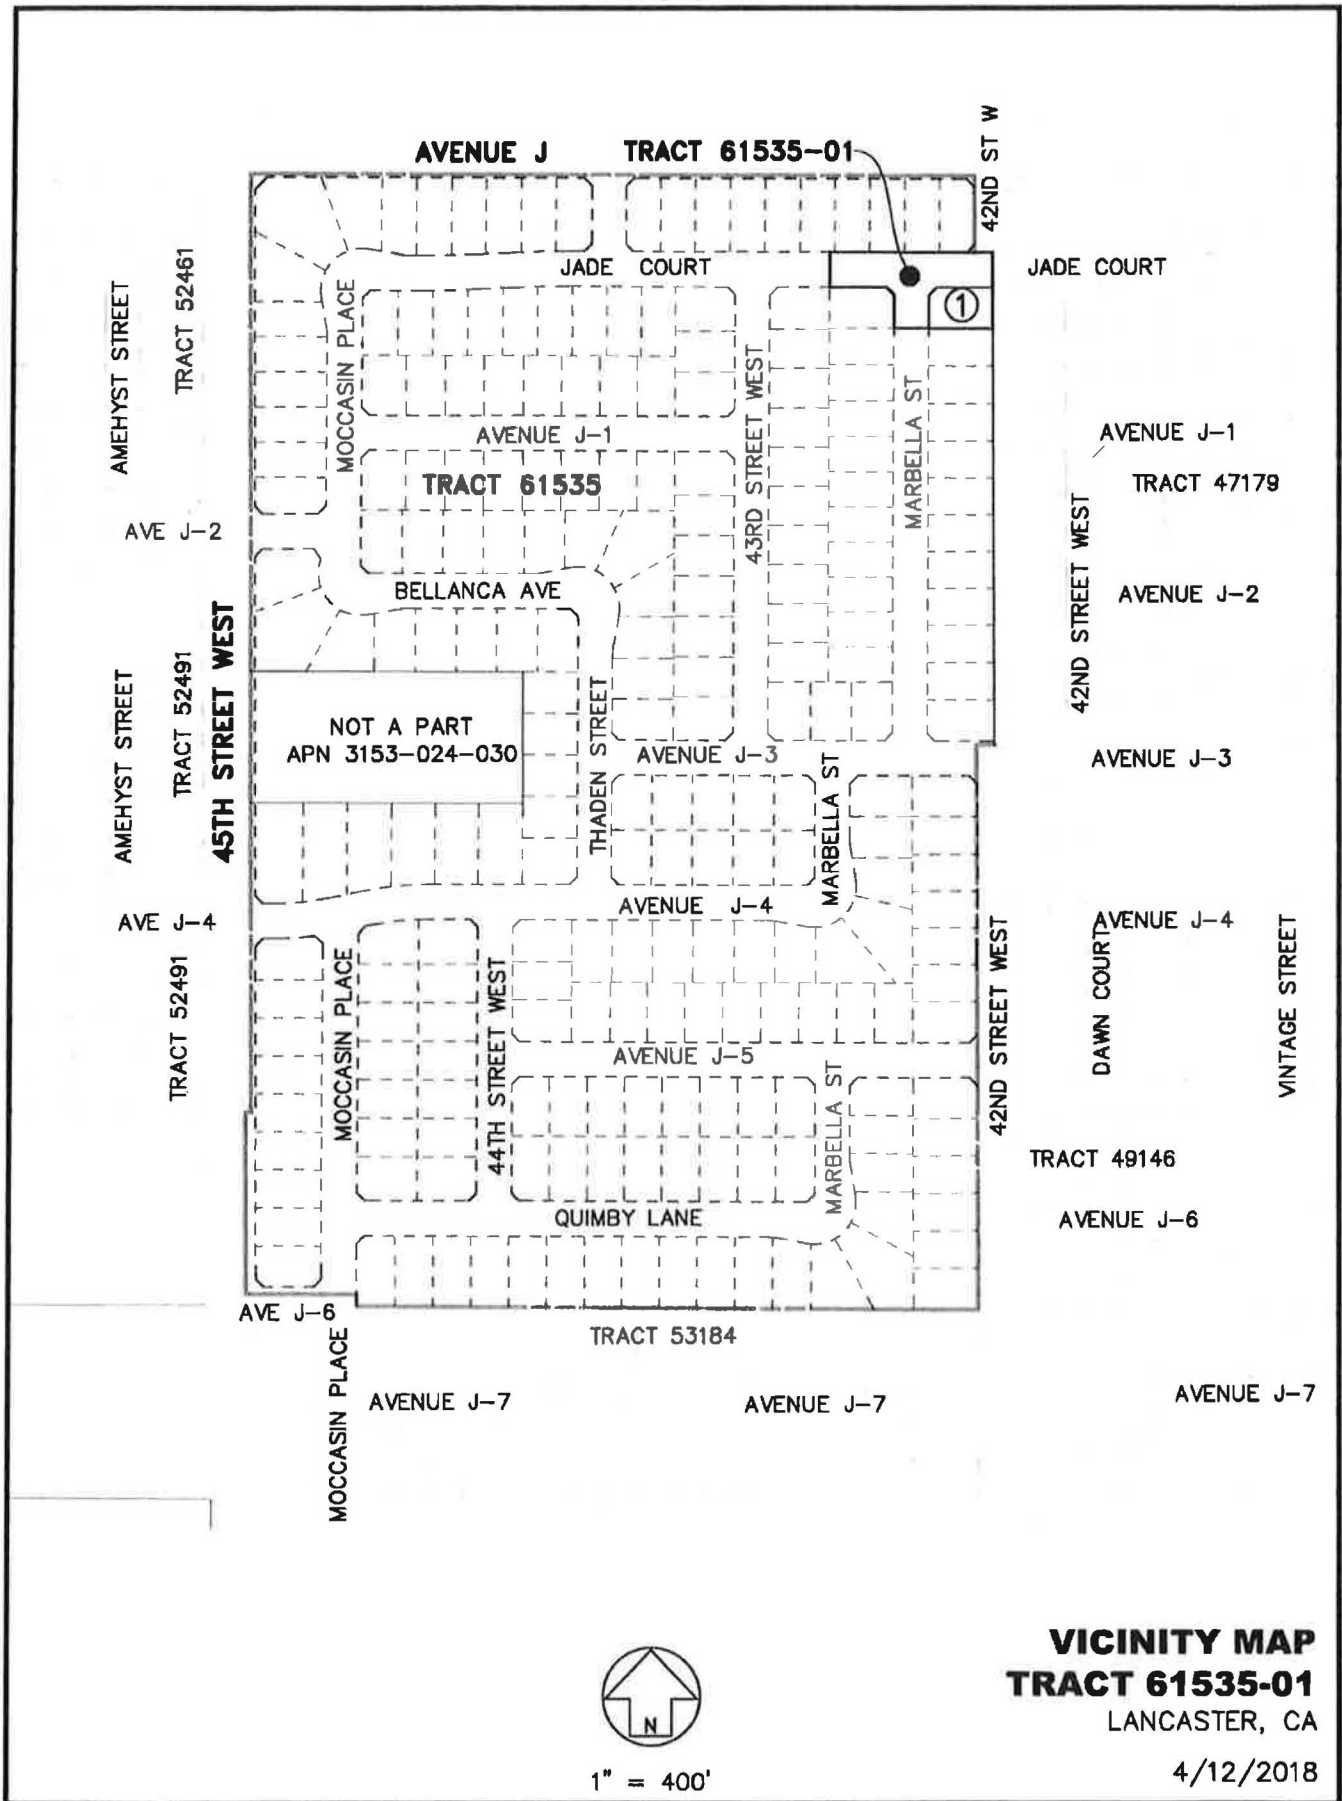 AVENUE J
TRACT 61535-01
42ND ST W
JADE COURT
JADE COURT
1
AMEHYST STREET
TRACT 52461
MOCCASIN PLACE
43RD STREET WEST
MARBELLA ST
AVENUE J-1
AVENUE J-1
TRACT 61535
TRACT 47179
AVE J-2
42ND STREET WEST
BELLANCA AVE
AVENUE J-2
45TH STREET WEST
AMEHYST STREET
TRACT 52491
NOT A PART
APN 3153-024-030
THADEN STREET
AVENUE J-3
MARBELLA ST
AVENUE J-3
AVENUE J-4
AVE J-4
AVENUE J-4
TRACT 52491
MOCCASIN PLACE
44TH STREET WEST
42ND STREET WEST
DAWN COURT
VINTAGE STREET
AVENUE J-5
MARBELLA ST
TRACT 49146
QUIMBY LANE
AVENUE J-6
AVE J-6
TRACT 53184
MOCCASIN PLACE
AVENUE J-7
AVENUE J-7
AVENUE J-7
VICINITY MAP
TRACT 61535-01
LANCASTER, CA
4/12/2018
N
1" = 400'